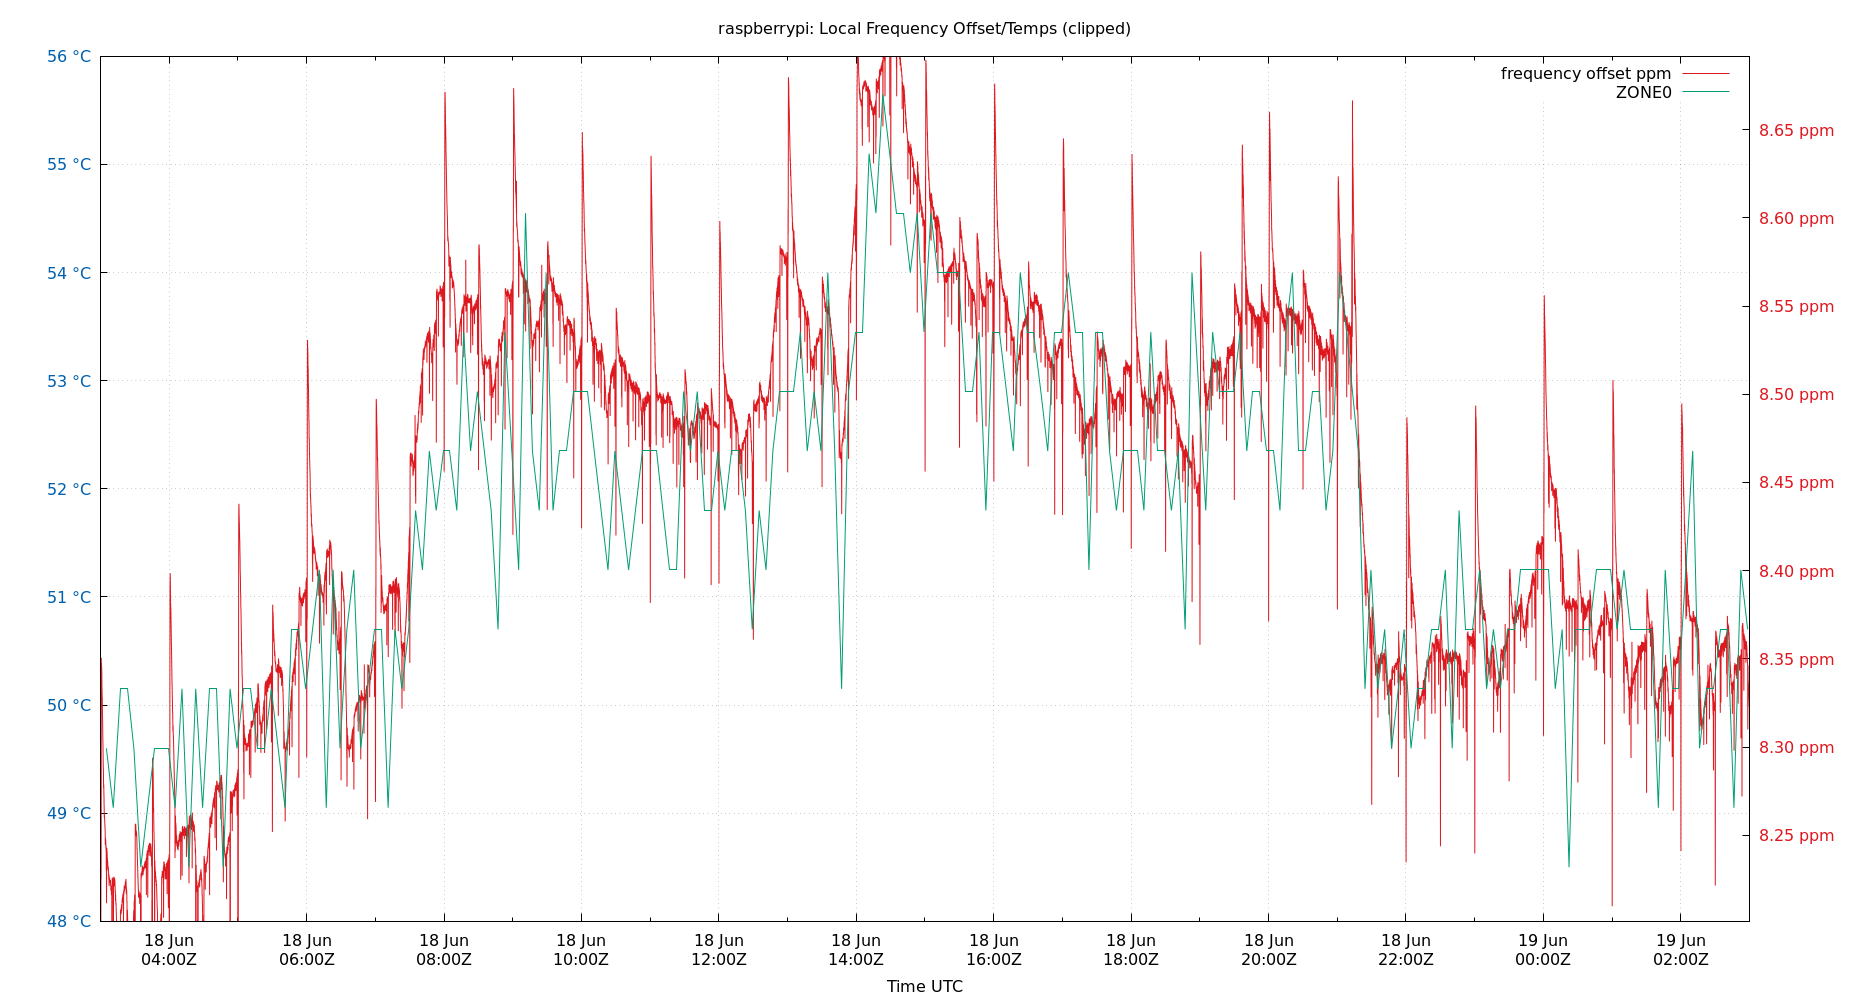 raspberrypi: Local Frequency Offset/Temps (clipped)
56 °C
55 °C
54 °C
53 °C
52 °C
51 °C
50 °C
49 °C
48 °C
frequency offset ppm
ZONE0
8.65 ppm
8.60 ppm
8.55 ppm
8.50 ppm
8.45 ppm
8.40 ppm
8.35 ppm
8.30 ppm
8.25 ppm
18 Jun 18 Jun 18 Jun 18 Jun 18 Jun 18 Jun 18 Jun 18 Jun 18 Jun 18 Jun 19 Jun 19 Jun
04:00Z 06:00Z 08:00Z 10:00Z 12:00Z 14:00Z 16:00Z 18:00Z 20:00Z 22:00Z 00:00Z 02:00Z
Time UTC